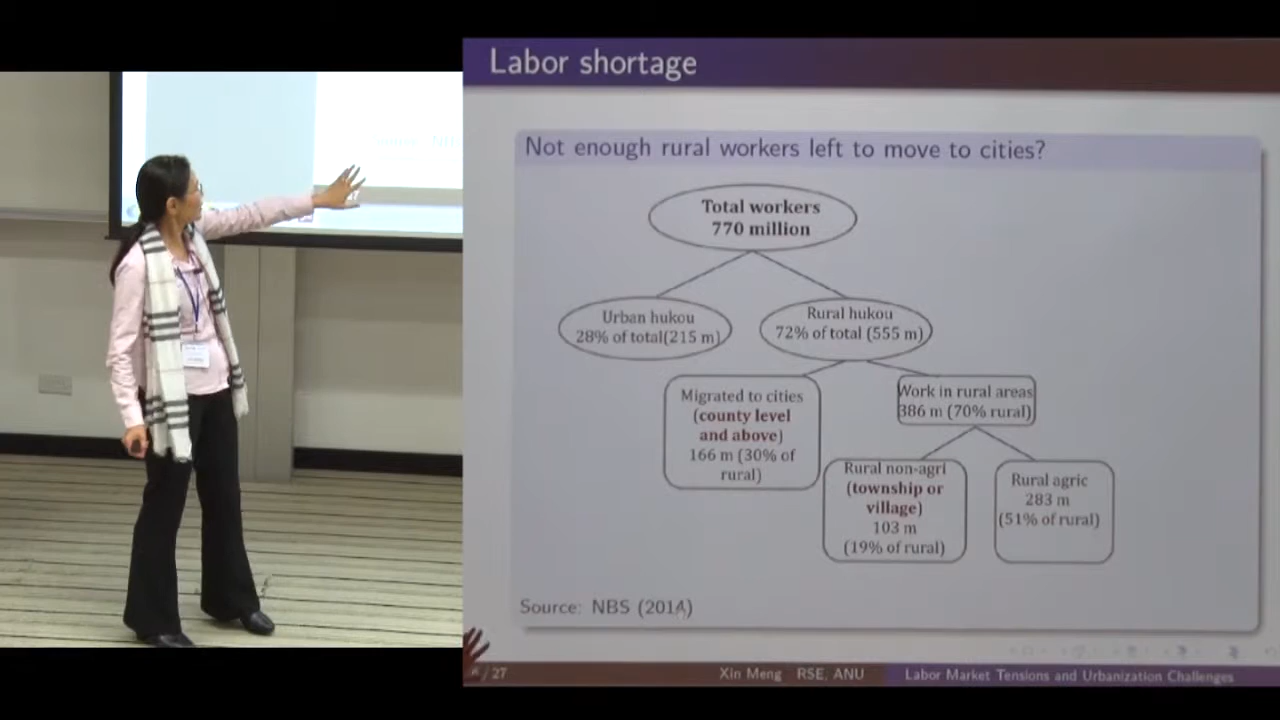 Labor shortage
Not enough rural workers left to move to cities?
Total workers
770 million
Urban hukou
28% of total(215 m)
Rural hukou
72% of total (555 m)
Migrated to cities
(county level
and above)
166 m (30% of
rural)
Work in rural areas
386 m (70% rural)
Rural non-agri
(township or
village)
103 m
(19% of rural)
Rural agric
283 m
(51% of rural)
Source: NBS (2014)
/ 27
Xin Meng RSE, ANU
Labor Market Tensions and Urbanization Challenges